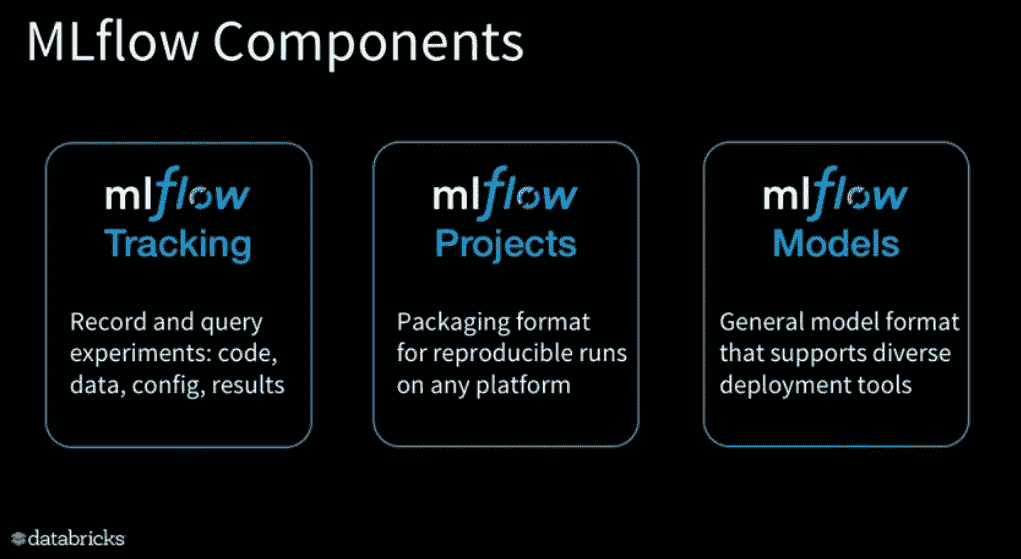 MLflow Components
mlflow
Tracking
Record and query
experiments: code,
data, config, results
mlflow
Projects
Packaging format
for reproducible runs
on any platform
mlflow
Models
General model format
that supports diverse
deployment tools
databricks